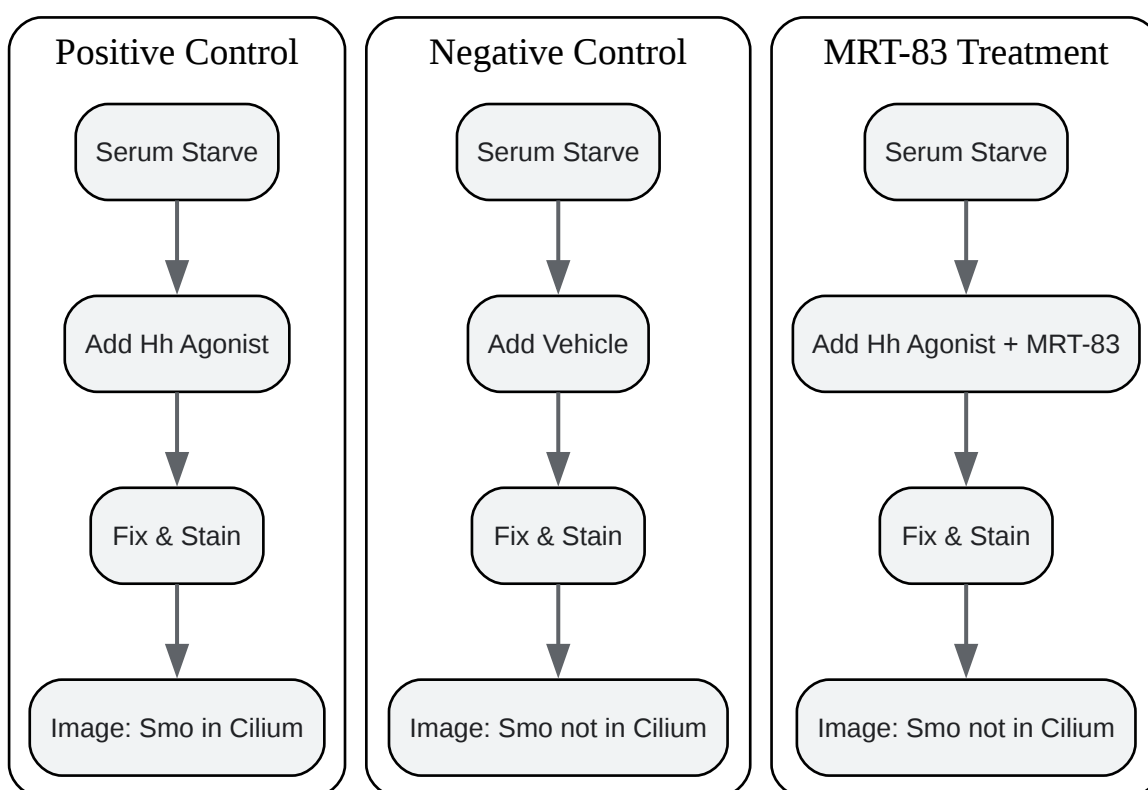 Positive Control
Serum Starve
Add Hh Agonist
Fix & Stain
Image: Smo in Cilium
Negative Control
Serum Starve
Add Vehicle
Fix & Stain
Image: Smo not in Cilium
MRT-83 Treatment
Serum Starve
Add Hh Agonist + MRT-83
Fix & Stain
Image: Smo not in Cilium